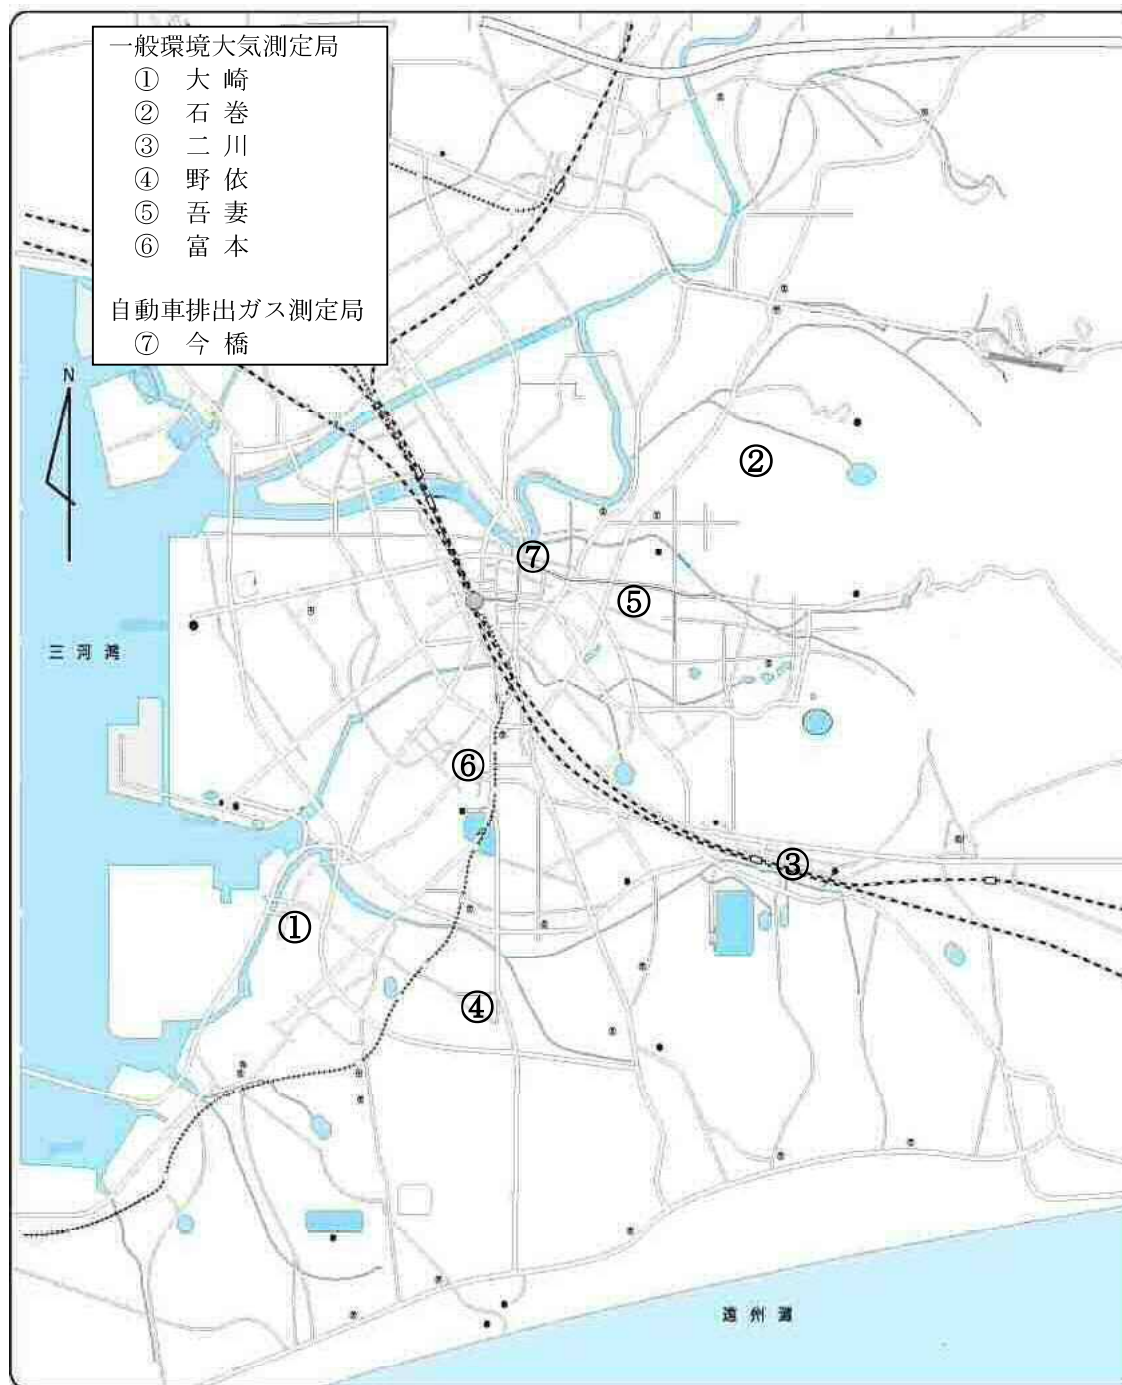 一般環境大気測定局
① 大崎
② 石巻
③ 二川
④ 野依
⑤ 吾妻
⑥ 富本
自動車排出ガス測定局
⑦ 今橋
N
②
⑦
⑤
三河湾
⑥
③
①
④
遠州灘